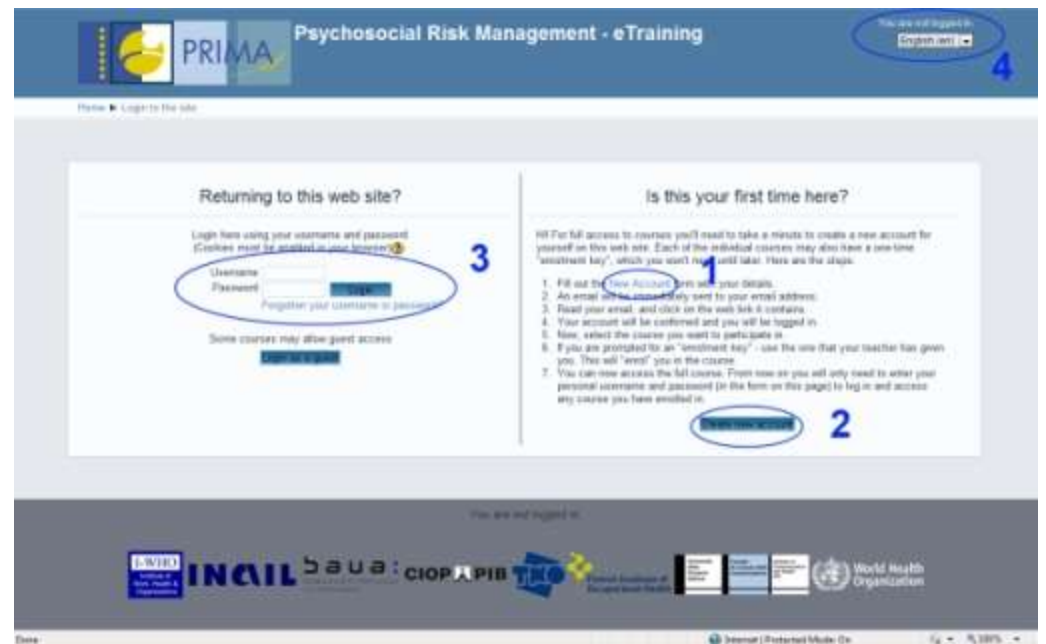 PRIMA
Psychosocial Risk Management - eTraining
You are not logged in.
English (en)
4
Home ► Login to the site
Returning to this web site?
Login here using your username and password
(Cookies must be enabled in your browser)
3
Username
Password
Login
Forgotten your username or password?
Some courses may allow guest access
Login as a guest
Is this your first time here?
Hi! For full access to courses you'll need to take a minute to create a new account for
yourself on this web site. Each of the individual courses may also have a one-time
"enrolment key", which you won't need until later. Here are the steps:
1
1. Fill out the New Account form with your details.
2. An email will be immediately sent to your email address.
3. Read your email, and click on the web link it contains.
4. Your account will be confirmed and you will be logged in.
5. Now, select the course you want to participate in.
6. If you are prompted for an "enrolment key" - use the one that your teacher has given
you. This will "enrol" you in the course.
7. You can now access the full course. From now on you will only need to enter your
personal username and password (in the form on this page) to log in and access
any course you have enrolled in.
Create new account
2
You are not logged in.
I-WHO
Institute of
Work, Health &
Organisations
INAIL
baua:
CIOP PIB
TNO
Finnish Institute of
Occupational Health
World Health
Organization
Done
Internet | Protected Mode: On
100%